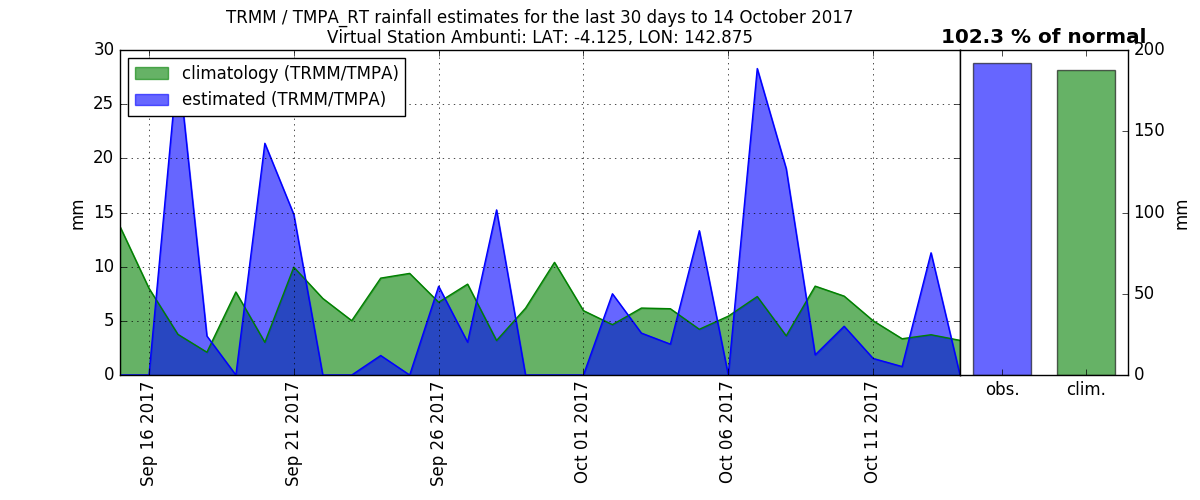 TRMM / TMPA_RT rainfall estimates for the last 30 days to 14 October 2017
Virtual Station Ambunti: LAT: -4.125, LON: 142.875
102.3 % of normal
climatology (TRMM/TMPA)
estimated (TRMM/TMPA)
30
25
20
15
10
5
0
mm
Sep 16 2017
Sep 21 2017
Sep 26 2017
Oct 01 2017
Oct 06 2017
Oct 11 2017
obs.
clim.
200
150
100
50
0
mm